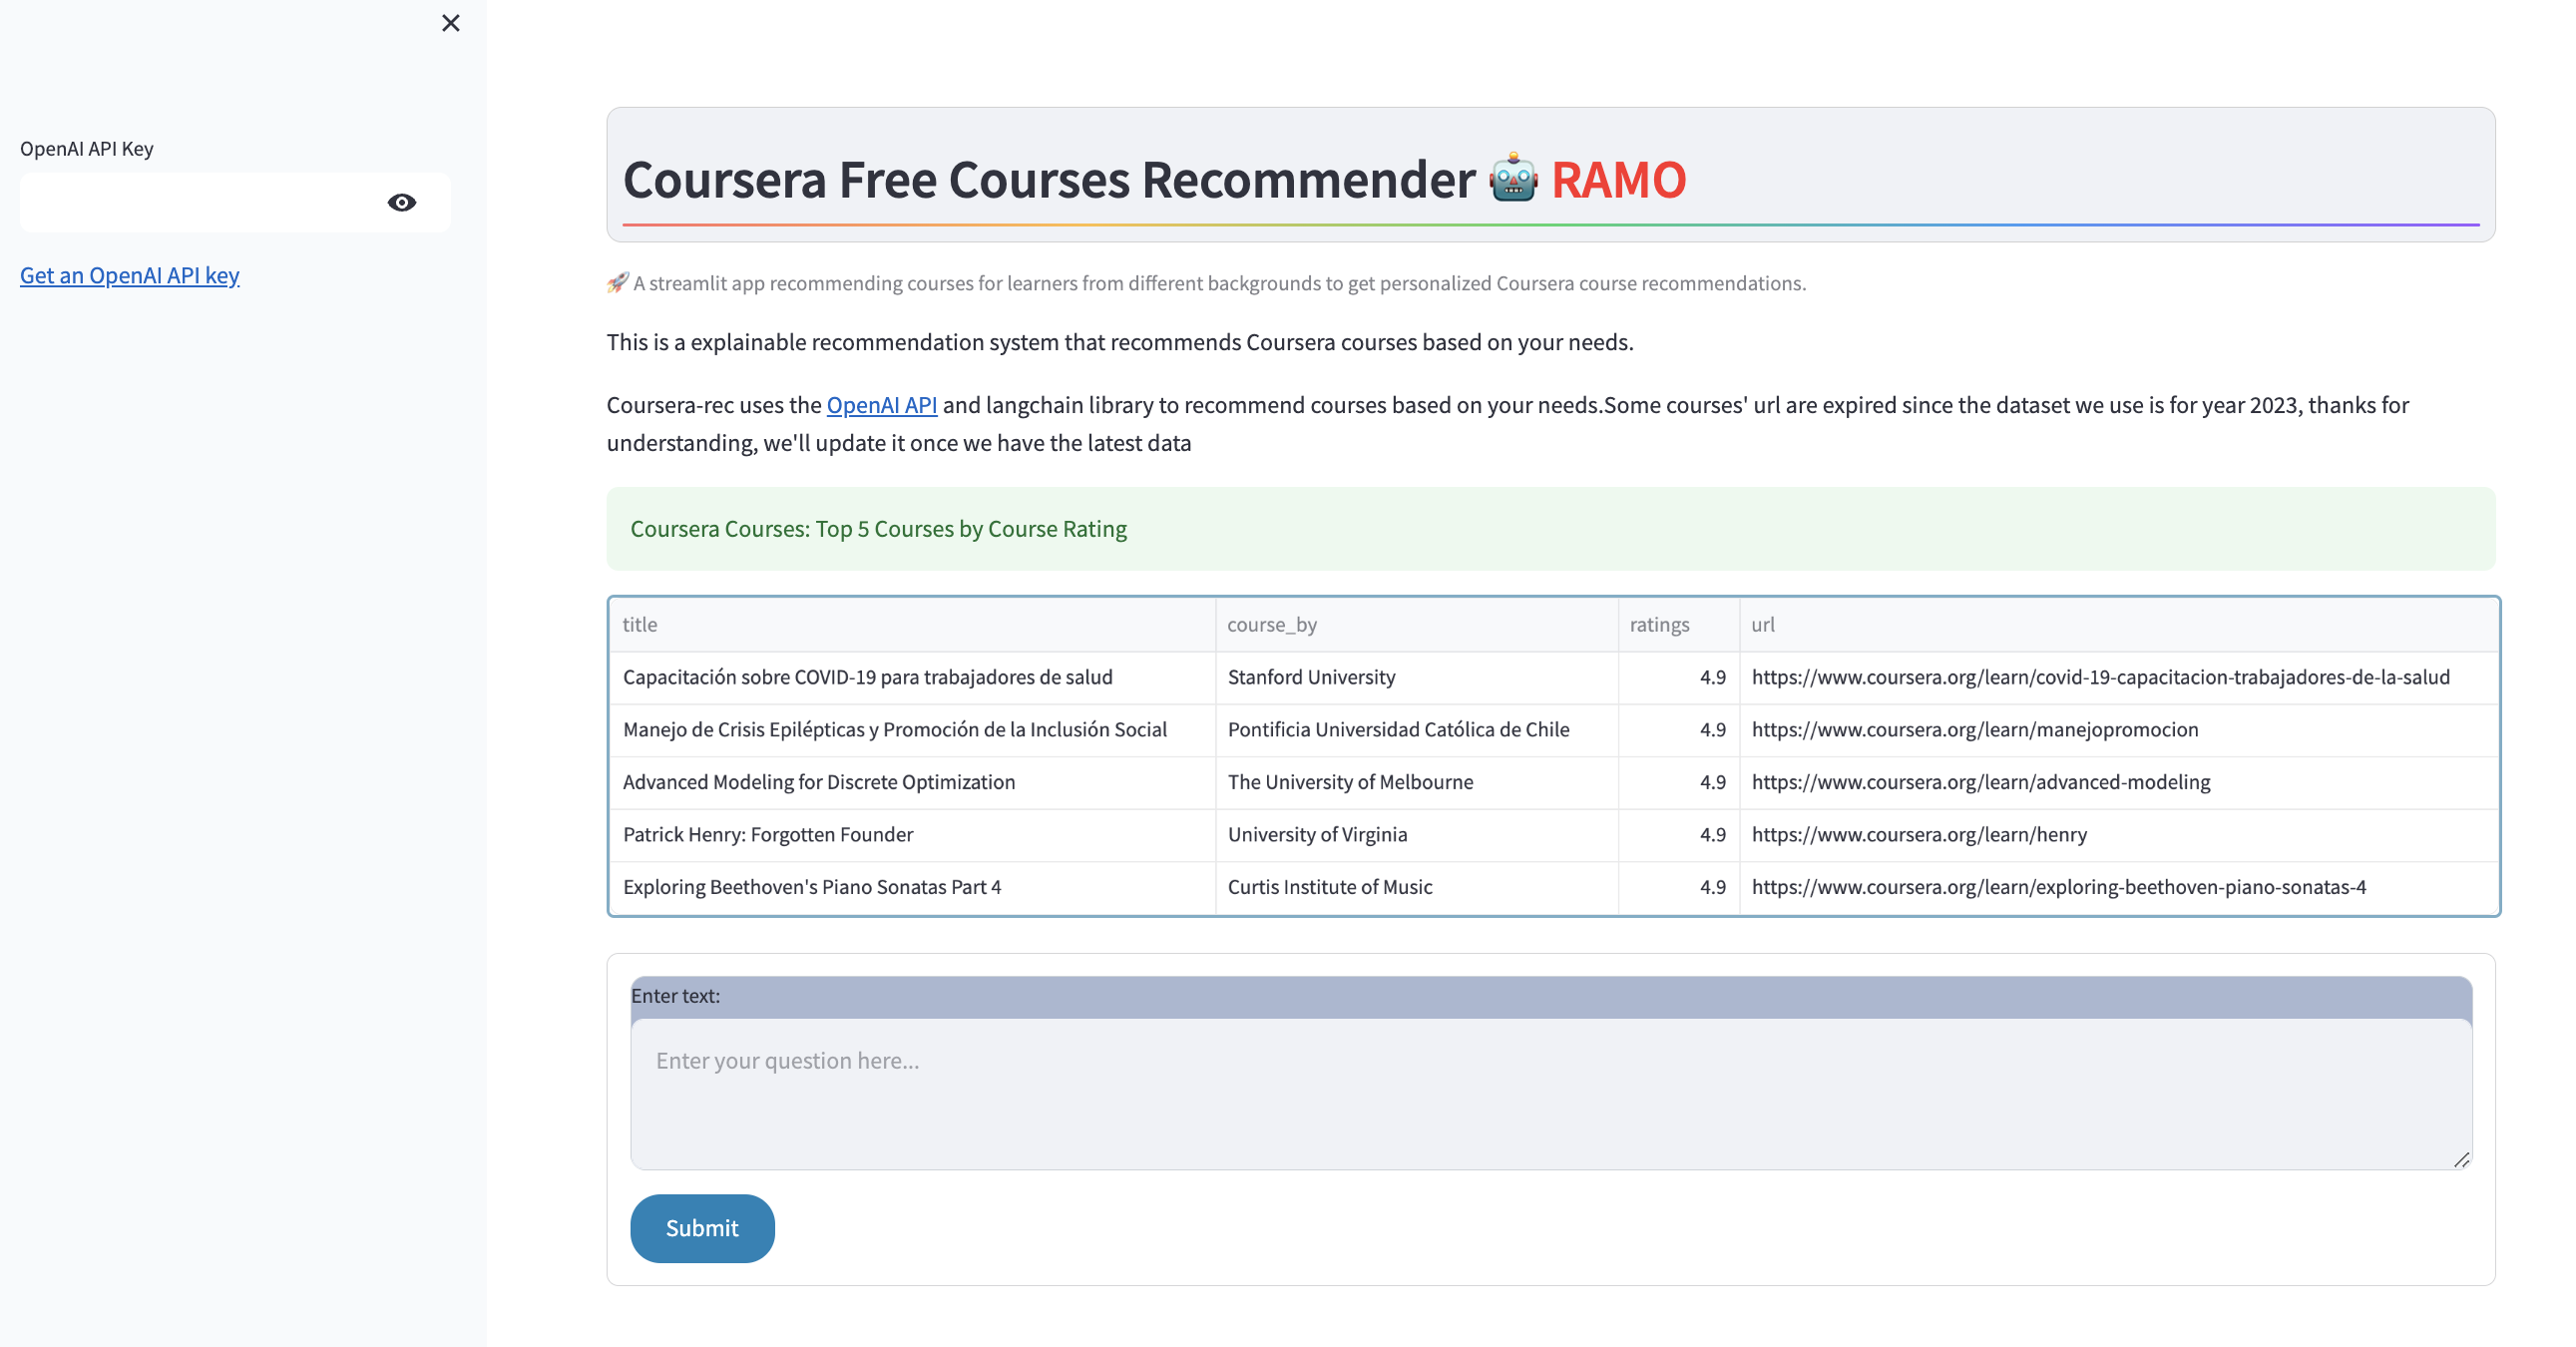 OpenAI API Key
Get an OpenAI API key
Coursera Free Courses Recommender 🤖 RAMO
🚀 A streamlit app recommending courses for learners from different backgrounds to get personalized Coursera course recommendations.
This is a explainable recommendation system that recommends Coursera courses based on your needs.
Coursera-rec uses the OpenAI API and langchain library to recommend courses based on your needs.Some courses' url are expired since the dataset we use is for year 2023, thanks for
understanding, we'll update it once we have the latest data
Coursera Courses: Top 5 Courses by Course Rating
title course_by ratings url
Capacitación sobre COVID-19 para trabajadores de salud Stanford University 4.9 https://www.coursera.org/learn/covid-19-capacitacion-trabajadores-de-la-salud
Manejo de Crisis Epilépticas y Promoción de la Inclusión Social Pontificia Universidad Católica de Chile 4.9 https://www.coursera.org/learn/manejopromocion
Advanced Modeling for Discrete Optimization The University of Melbourne 4.9 https://www.coursera.org/learn/advanced-modeling
Patrick Henry: Forgotten Founder University of Virginia 4.9 https://www.coursera.org/learn/henry
Exploring Beethoven's Piano Sonatas Part 4 Curtis Institute of Music 4.9 https://www.coursera.org/learn/exploring-beethoven-piano-sonatas-4
Enter text:
Enter your question here...
Submit